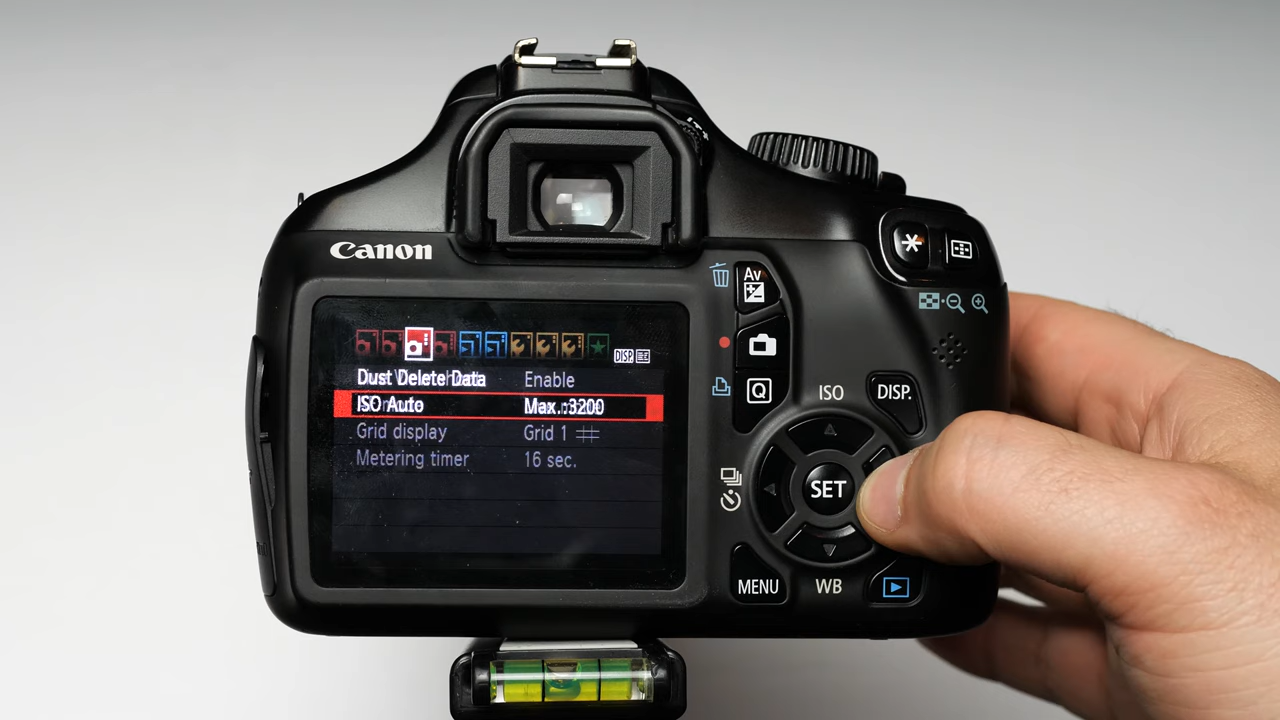 Canon
Av
DISP.
Dust Delete Data Enable
ISO Auto Max.:3200
Grid display Grid 1
Metering timer 16 sec.
Q
ISO
DISP.
SET
MENU
WB